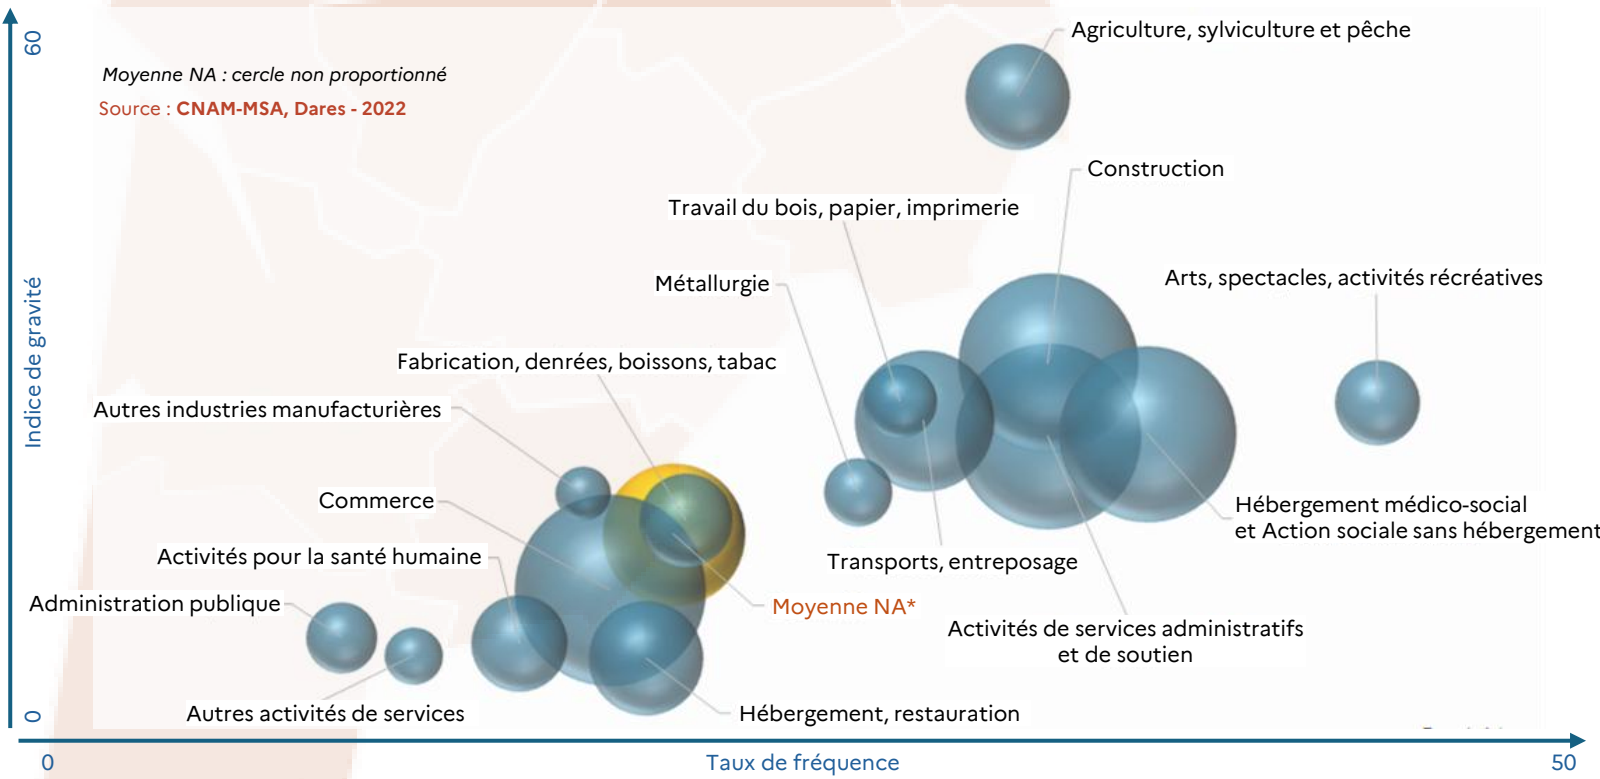 Agriculture, sylviculture et pêche
60
Moyenne NA : cercle non proportionné
Source : CNAM-MSA, Dares - 2022
Construction
Travail du bois, papier, imprimerie
Métallurgie
Arts, spectacles, activités récréatives
Indice de gravité
Fabrication, denrées, boissons, tabac
Autres industries manufacturières
Commerce
Hébergement médico-social
et Action sociale sans hébergement
Activités pour la santé humaine
Transports, entreposage
Administration publique
Moyenne NA*
Activités de services administratifs
et de soutien
Autres activités de services
Hébergement, restauration
0
0
Taux de fréquence
50